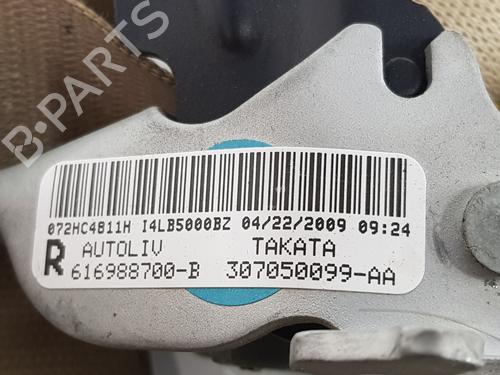 B-PARTS
072HC4811H I4LB5000BZ 04/22/2009 09:24
R AUTOLIV TAKATA
616988700-B 307050099-AA